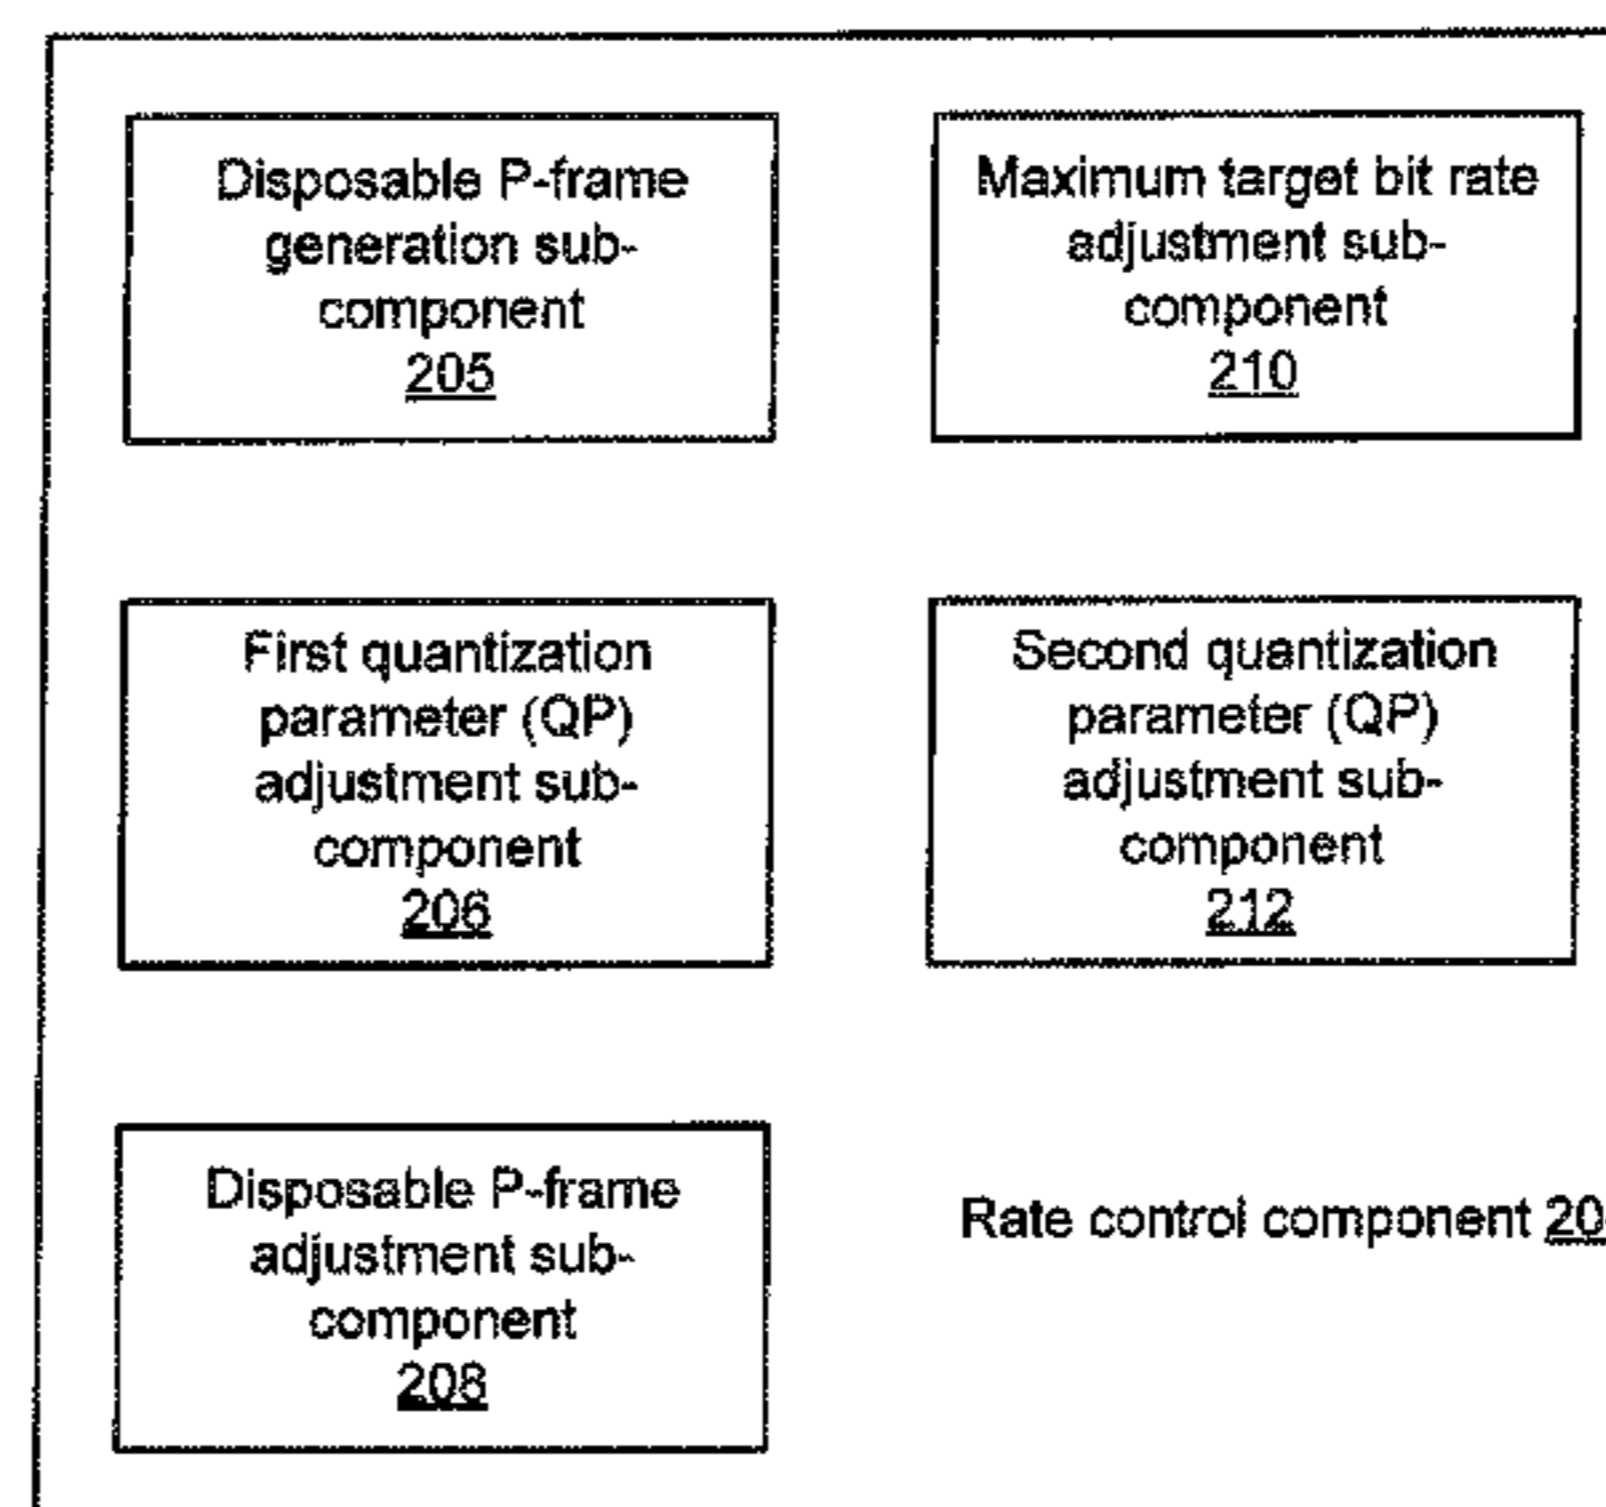 Disposable P-frame
generation sub-
component
205
Maximum target bit rate
adjustment sub-
component
210
First quantization
parameter (QP)
adjustment sub-
component
206
Second quantization
parameter (QP)
adjustment sub-
component
212
Disposable P-frame
adjustment sub-
component
208
Rate control component